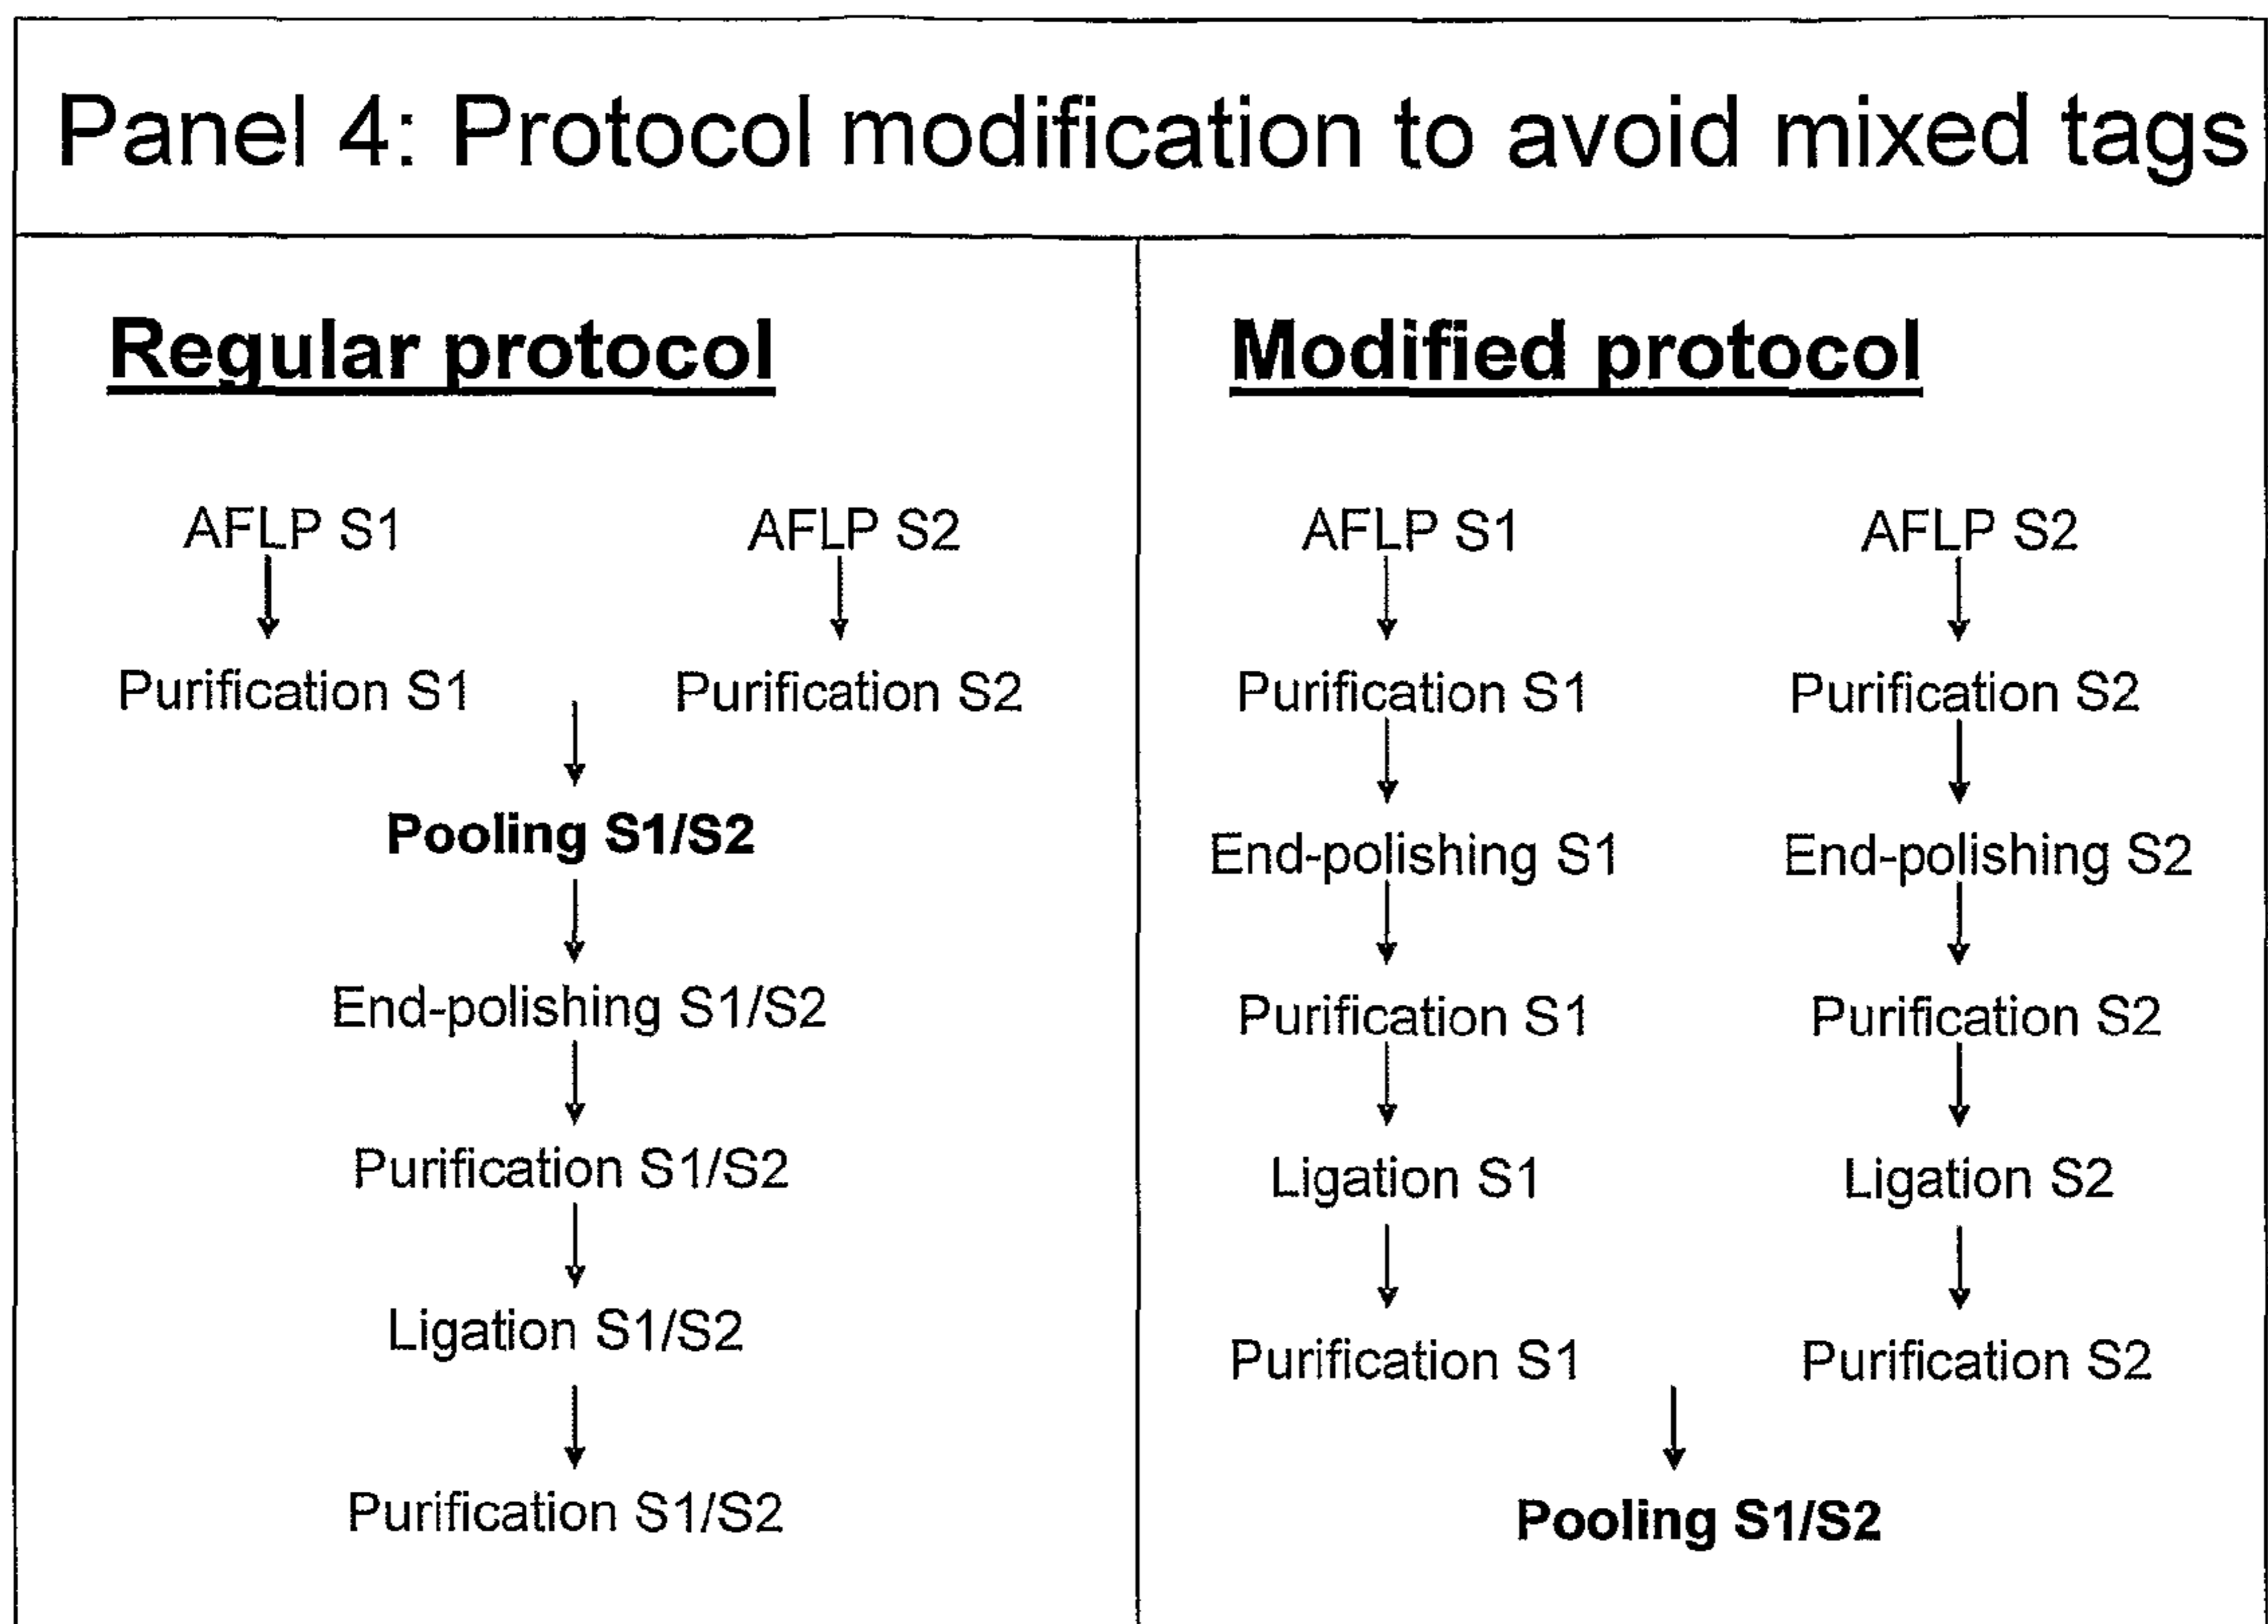 Panel 4: Protocol modification to avoid mixed tags
Regular protocol
AFLP S1 AFLP S2
Purification S1 Purification S2
Pooling S1/S2
End-polishing S1/S2
Purification S1/S2
Ligation S1/S2
Purification S1/S2
Modified protocol
AFLP S1 AFLP S2
Purification S1 Purification S2
End-polishing S1 End-polishing S2
Purification S1 Purification S2
Ligation S1 Ligation S2
Purification S1 Purification S2
Pooling S1/S2